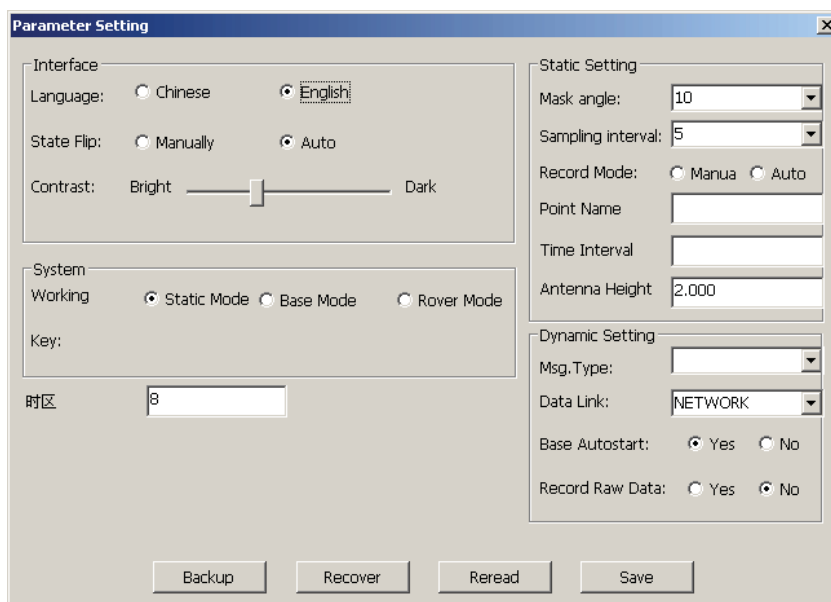 Parameter Setting
Interface
Language: Chinese English
State Flip: Manually Auto
Contrast: Bright Dark
System
Working Static Mode Base Mode Rover Mode
Key:
时区 8
Static Setting
Mask angle: 10
Sampling interval: 5
Record Mode: Manua Auto
Point Name
Time Interval
Antenna Height 2.000
Dynamic Setting
Msg.Type:
Data Link: NETWORK
Base Autostart: Yes No
Record Raw Data: Yes No
Backup Recover Reread Save